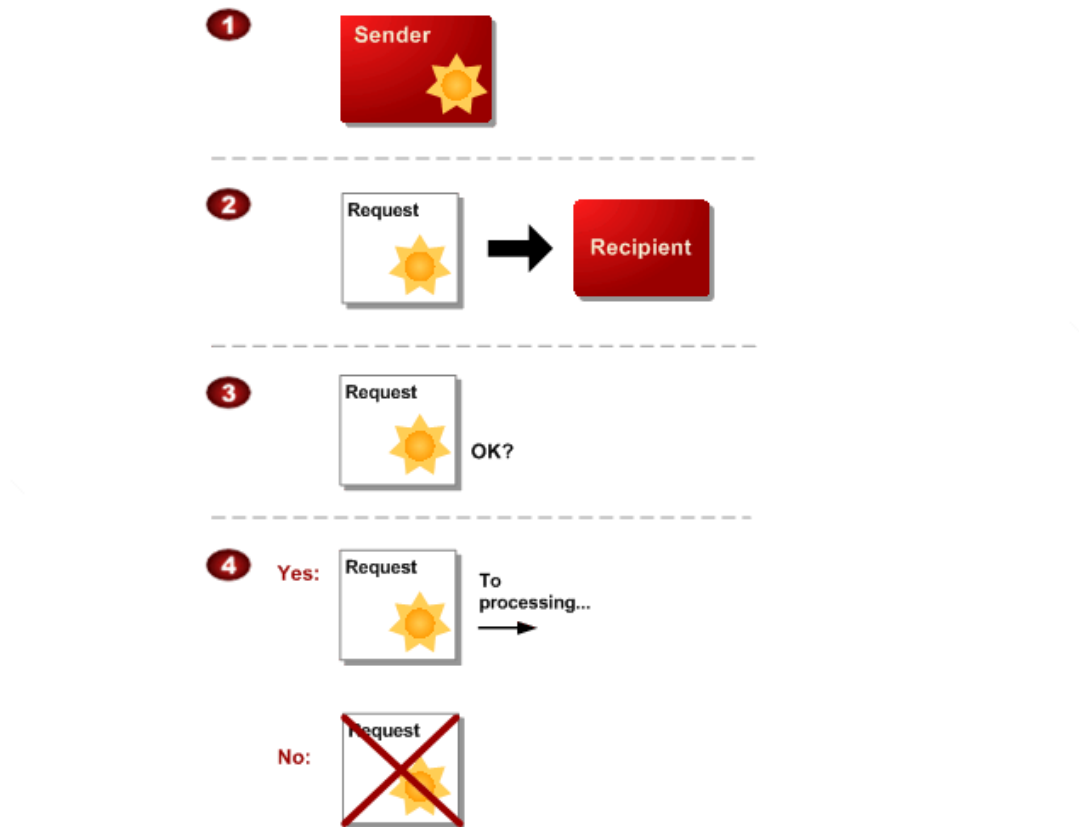 1
Sender
2
Request
Recipient
3
Request
OK?
4
Yes:
Request
To
processing...
No:
Request